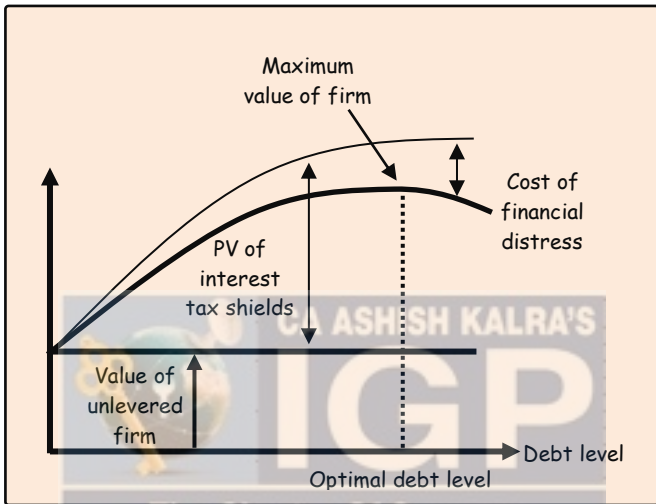 Maximum
value of firm
Cost of
financial
distress
PV of
interest
tax shields
CA ASHISH KALRA'S
IGP
Value of
unlevered
firm
Debt level
Optimal debt level